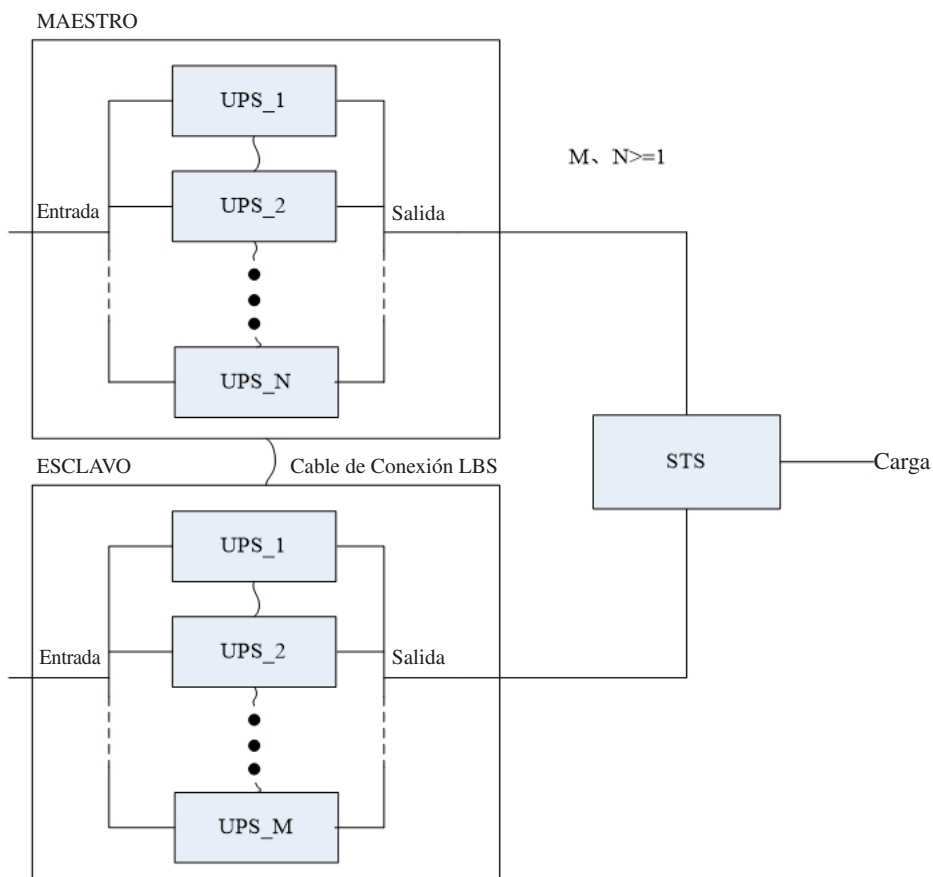 MAESTRO
UPS_1
M、N>=1
Entrada
UPS_2
Salida
UPS_N
ESCLAVO
Cable de Conexión LBS
STS
Carga
UPS_1
Entrada
UPS_2
Salida
UPS_M